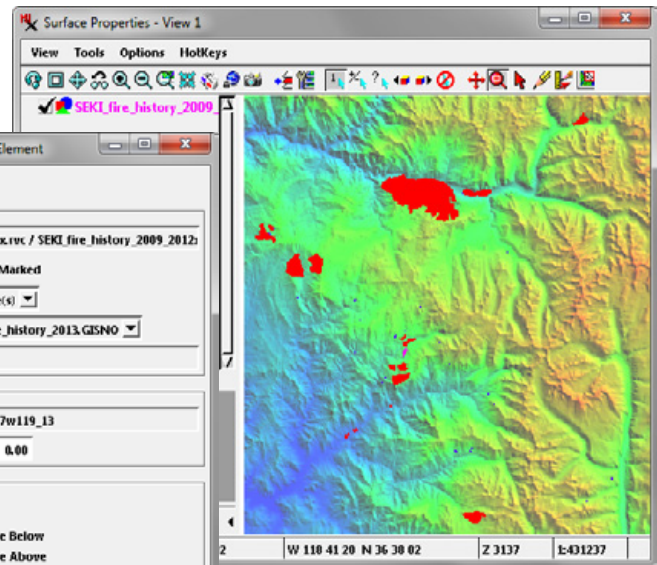 Surface Properties - View 1
View Tools Options HotKeys
SEKI_fire_history_2009_
Element
x.rvc / SEKI_fire_history_2009_2012:
Marked
e(s)
e_history_2013.GISNO
7w119_13
0.00
e Below
e Above
2 W 118 41 20 N 36 38 02 Z 3137 1:431237